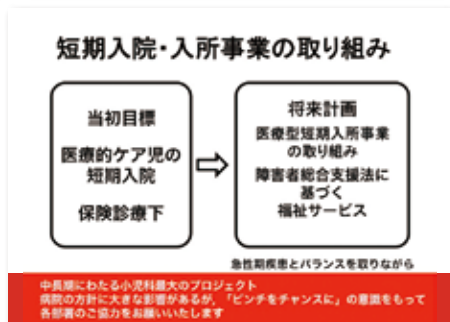 短期入院・入所事業の取り組み
当初目標
医療的ケア児の
短期入院
保険診療下
将来計画
医療型短期入所事業
の取り組み
障害者総合支援法に
基づく
福祉サービス
急性期疾患とバランスを取りながら
中長期にわたる小児科最大のプロジェクト
病院の方針に大きな影響があるが，「ピンチをチャンスに」の意識をもって
各部署のご協力をお願いいたします